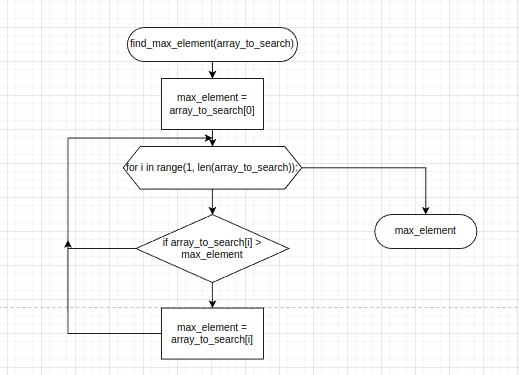 find_max_element(array_to_search)
max_element =
array_to_search[0]
for i in range(1, len(array_to_search)):
max_element
if array_to_search[i] >
max_element
max_element =
array_to_search[i]